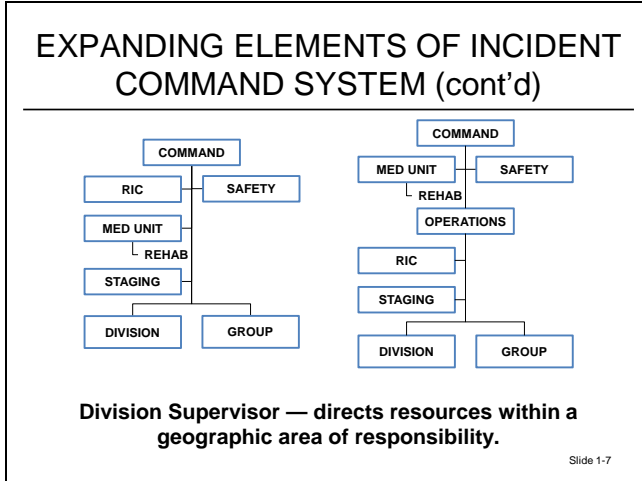 EXPANDING ELEMENTS OF INCIDENT
COMMAND SYSTEM (cont'd)
COMMAND
RIC
SAFETY
MED UNIT
REHAB
STAGING
DIVISION
GROUP
COMMAND
MED UNIT
SAFETY
REHAB
OPERATIONS
RIC
STAGING
DIVISION
GROUP
Division Supervisor — directs resources within a
geographic area of responsibility.
Slide 1-7